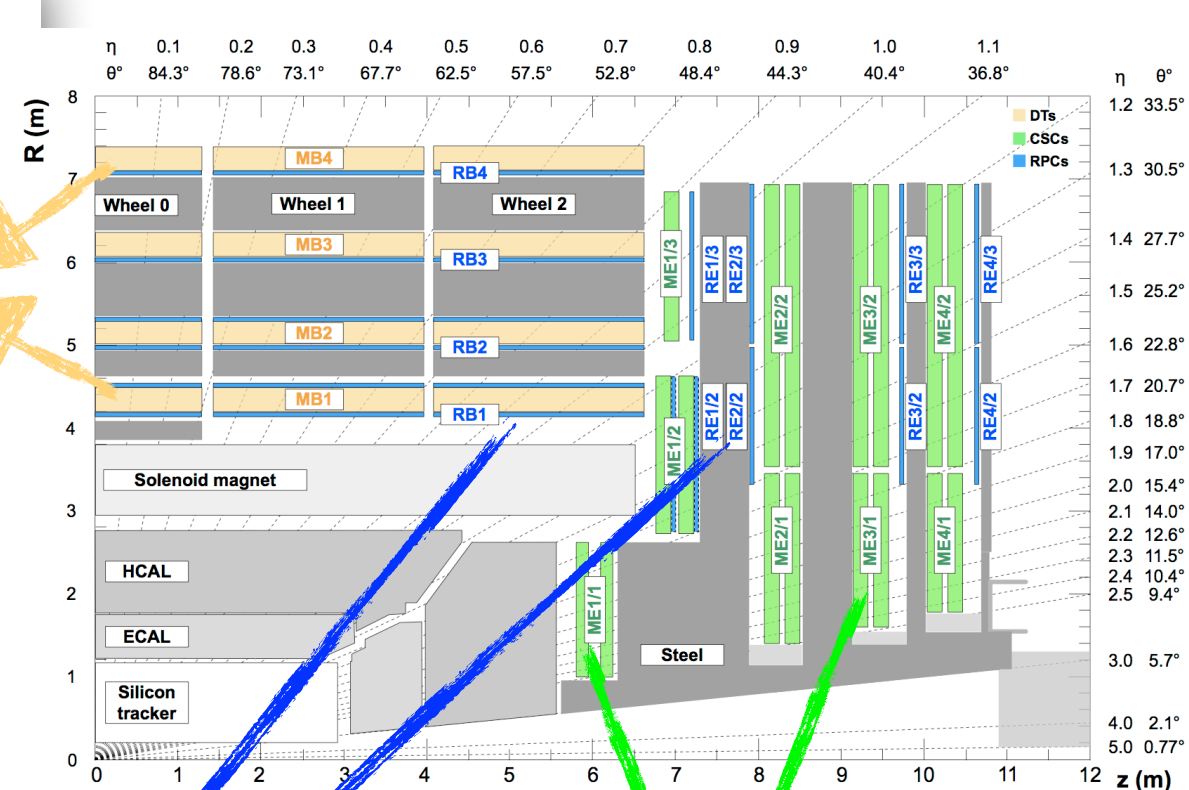 η 0.1 0.2 0.3 0.4 0.5 0.6 0.7 0.8 0.9 1.0 1.1
θ° 84.3° 78.6° 73.1° 67.7° 62.5° 57.5° 52.8° 48.4° 44.3° 40.4° 36.8° η θ°
R (m)
8
7
6
5
4
3
2
1
0
1.2 33.5°
1.3 30.5°
1.4 27.7°
1.5 25.2°
1.6 22.8°
1.7 20.7°
1.8 18.8°
1.9 17.0°
2.0 15.4°
2.1 14.0°
2.2 12.6°
2.3 11.5°
2.4 10.4°
2.5 9.4°
3.0 5.7°
4.0 2.1°
5.0 0.77°
DTs
CSCs
RPCs
MB4
RB4
Wheel 0 Wheel 1 Wheel 2
MB3
RB3
MB2
RB2
MB1
RB1
Solenoid magnet
HCAL
ECAL
Silicon
tracker
Steel
ME1/3
RE1/3
RE2/3
ME2/2
ME3/2
RE3/3
ME4/2
RE4/3
ME1/2
RE1/2
RE2/2
RE3/2
RE4/2
ME1/1
ME2/1
ME3/1
ME4/1
0 1 2 3 4 5 6 7 8 9 10 11 12 z (m)